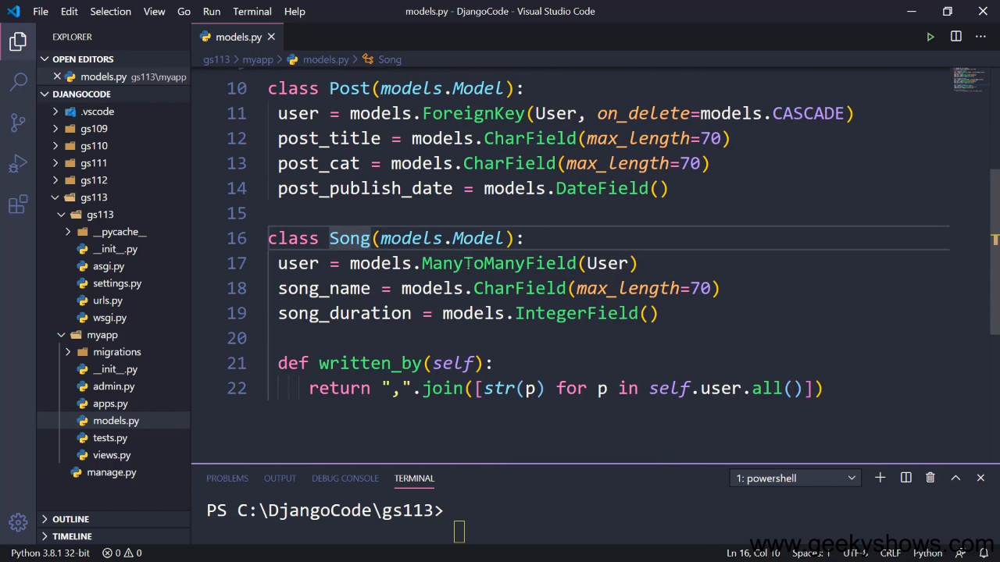 File Edit Selection View Go Run Terminal Help models.py - DjangoCode - Visual Studio Code
EXPLORER
OPEN EDITORS
models.py gs113\myapp
DJANGOCODE
.vscode
gs109
gs110
gs111
gs112
gs113
gs113
__pycache__
__init__.py
asgi.py
settings.py
urls.py
wsgi.py
myapp
migrations
__init__.py
admin.py
apps.py
models.py
tests.py
views.py
manage.py
OUTLINE
TIMELINE
models.py
gs113 > myapp > models.py > Song
10 class Post(models.Model):
11 user = models.ForeignKey(User, on_delete=models.CASCADE)
12 post_title = models.CharField(max_length=70)
13 post_cat = models.CharField(max_length=70)
14 post_publish_date = models.DateField()
15
16 class Song(models.Model):
17 user = models.ManyToManyField(User)
18 song_name = models.CharField(max_length=70)
19 song_duration = models.IntegerField()
20
21 def written_by(self):
22 return ",".join([str(p) for p in self.user.all()])
PROBLEMS OUTPUT DEBUG CONSOLE TERMINAL 1: powershell
PS C:\DjangoCode\gs113>
www.geekyshows.com
Python 3.8.1 32-bit 0 0 Ln 16, Col 10 Spaces: 1 UTF-8 CRLF Python